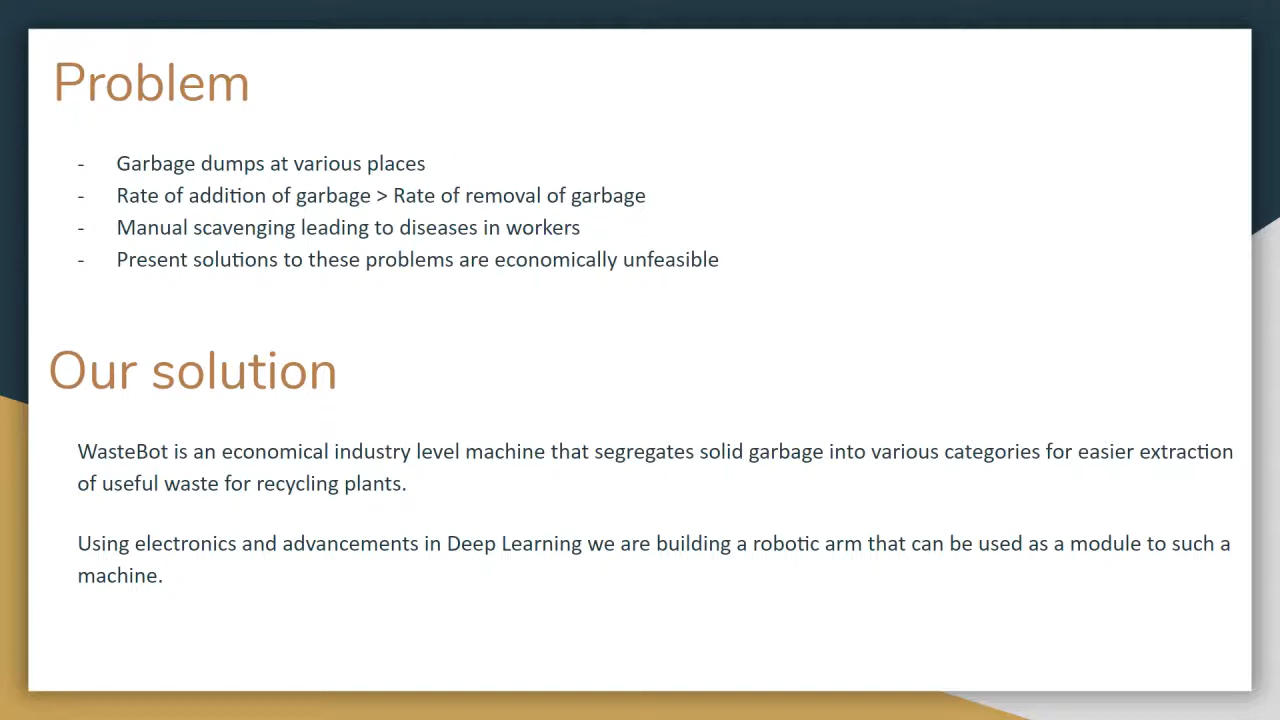 Problem
- Garbage dumps at various places
- Rate of addition of garbage > Rate of removal of garbage
- Manual scavenging leading to diseases in workers
- Present solutions to these problems are economically unfeasible
Our solution
WasteBot is an economical industry level machine that segregates solid garbage into various categories for easier extraction
of useful waste for recycling plants.
Using electronics and advancements in Deep Learning we are building a robotic arm that can be used as a module to such a
machine.